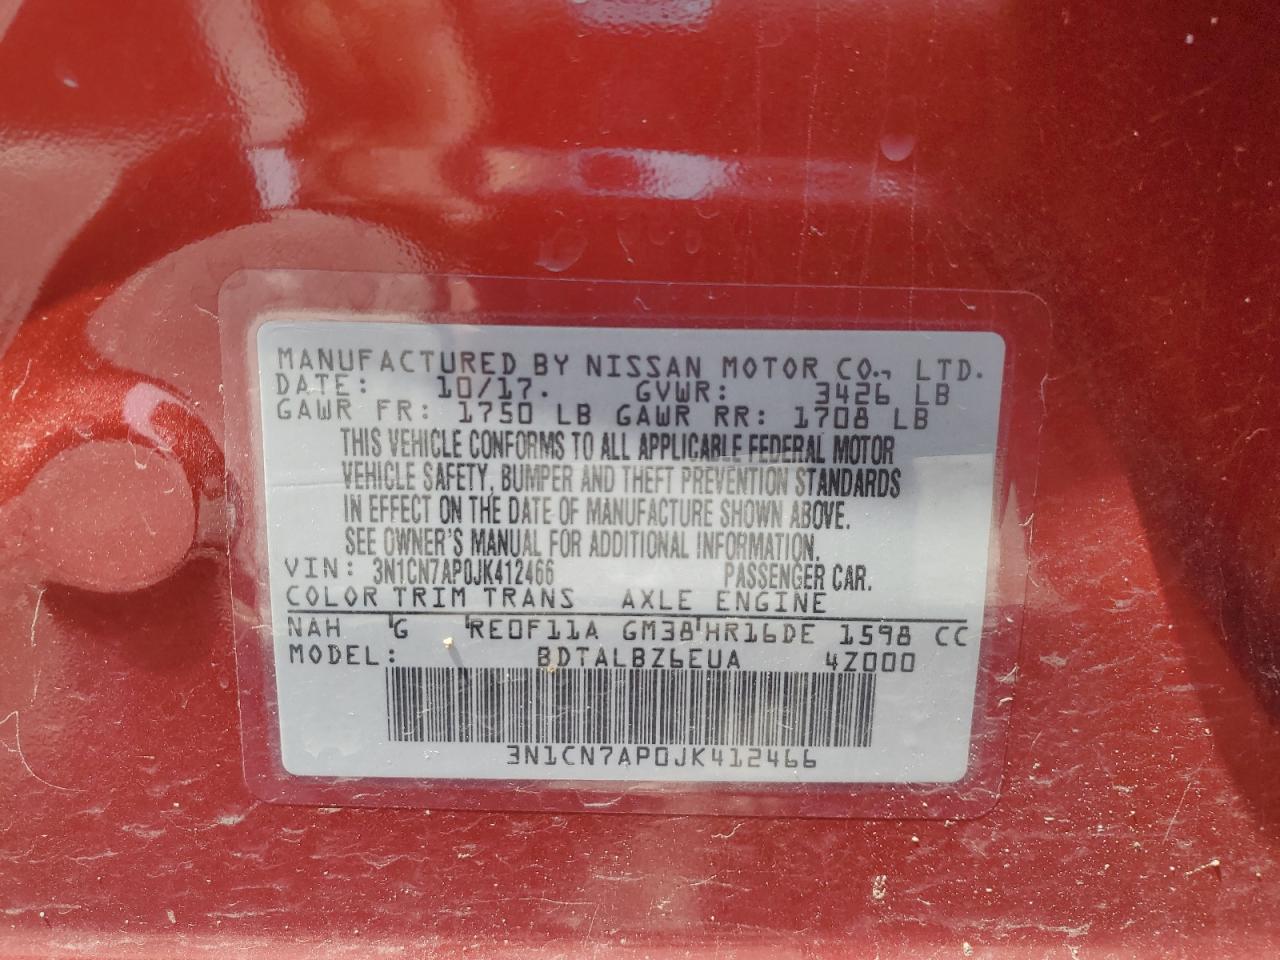 MANUFACTURED BY NISSAN MOTOR CO., LTD.
DATE: 10/17. GVWR: 3426 LB
GAWR FR: 1750 LB GAWR RR: 1708 LB
THIS VEHICLE CONFORMS TO ALL APPLICABLE FEDERAL MOTOR
VEHICLE SAFETY, BUMPER AND THEFT PREVENTION STANDARDS
IN EFFECT ON THE DATE OF MANUFACTURE SHOWN ABOVE.
SEE OWNER'S MANUAL FOR ADDITIONAL INFORMATION.
VIN: 3N1CN7AP0JK412466 PASSENGER CAR.
COLOR TRIM TRANS AXLE ENGINE
NAH G RE0F11A GM38 HR16DE 1598 CC
MODEL: BDTALBZ6EUA 4Z000
3N1CN7AP0JK412466